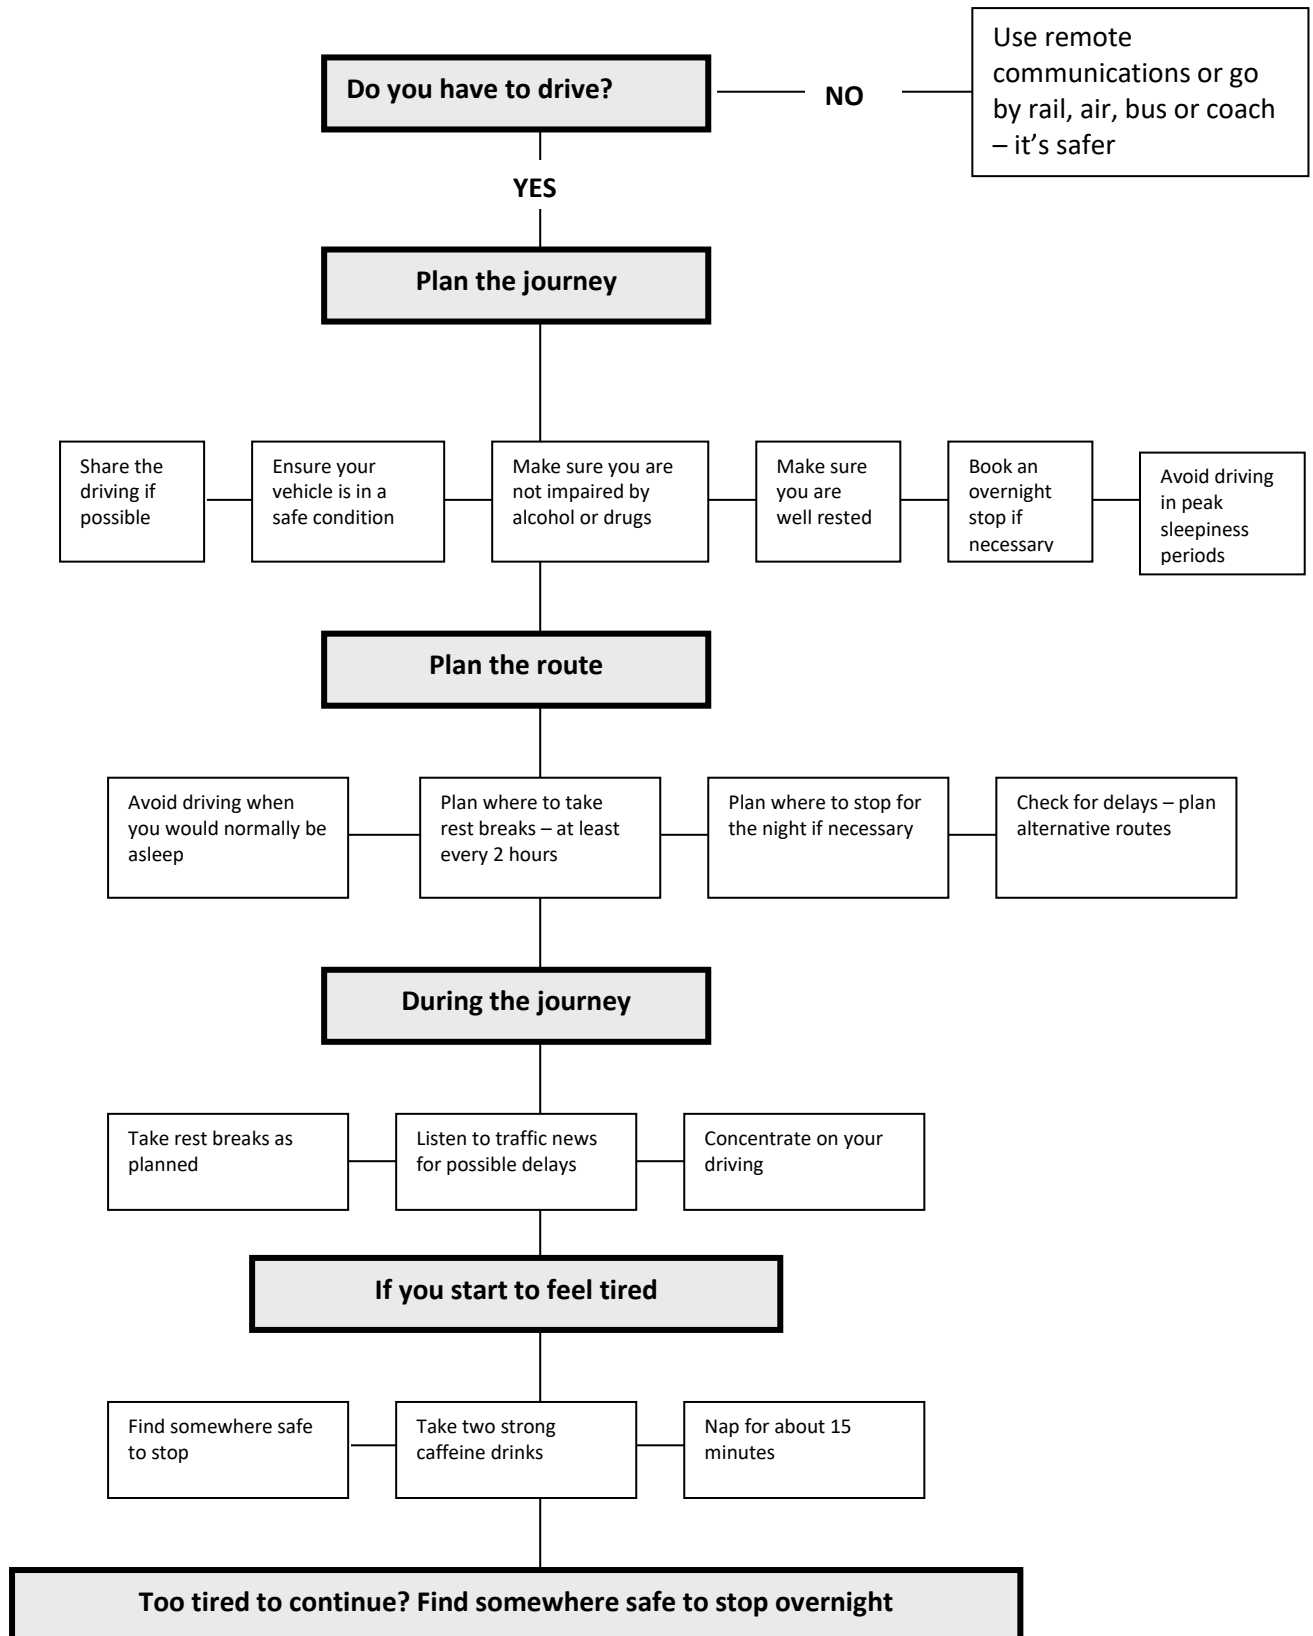 Do you have to drive?
NO
Use remote
communications or go
by rail, air, bus or coach
– it’s safer
YES
Plan the journey
Share the
driving if
possible
Ensure your
vehicle is in a
safe condition
Make sure you are
not impaired by
alcohol or drugs
Make sure
you are
well rested
Book an
overnight
stop if
necessary
Avoid driving
in peak
sleepiness
periods
Plan the route
Avoid driving when
you would normally be
asleep
Plan where to take
rest breaks – at least
every 2 hours
Plan where to stop for
the night if necessary
Check for delays – plan
alternative routes
During the journey
Take rest breaks as
planned
Listen to traffic news
for possible delays
Concentrate on your
driving
If you start to feel tired
Find somewhere safe
to stop
Take two strong
caffeine drinks
Nap for about 15
minutes
Too tired to continue? Find somewhere safe to stop overnight